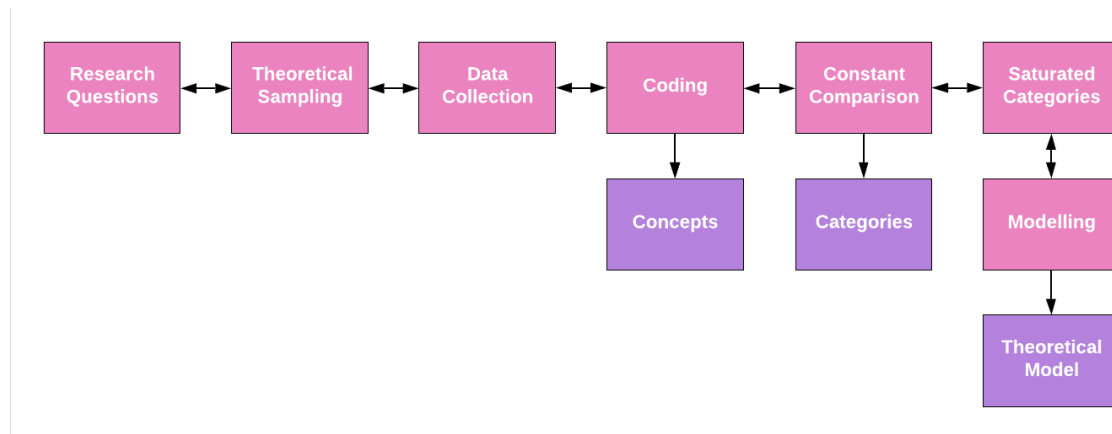 Research
Questions
Theoretical
Sampling
Data
Collection
Coding
Constant
Comparison
Saturated
Categories
Concepts
Categories
Modelling
Theoretical
Model